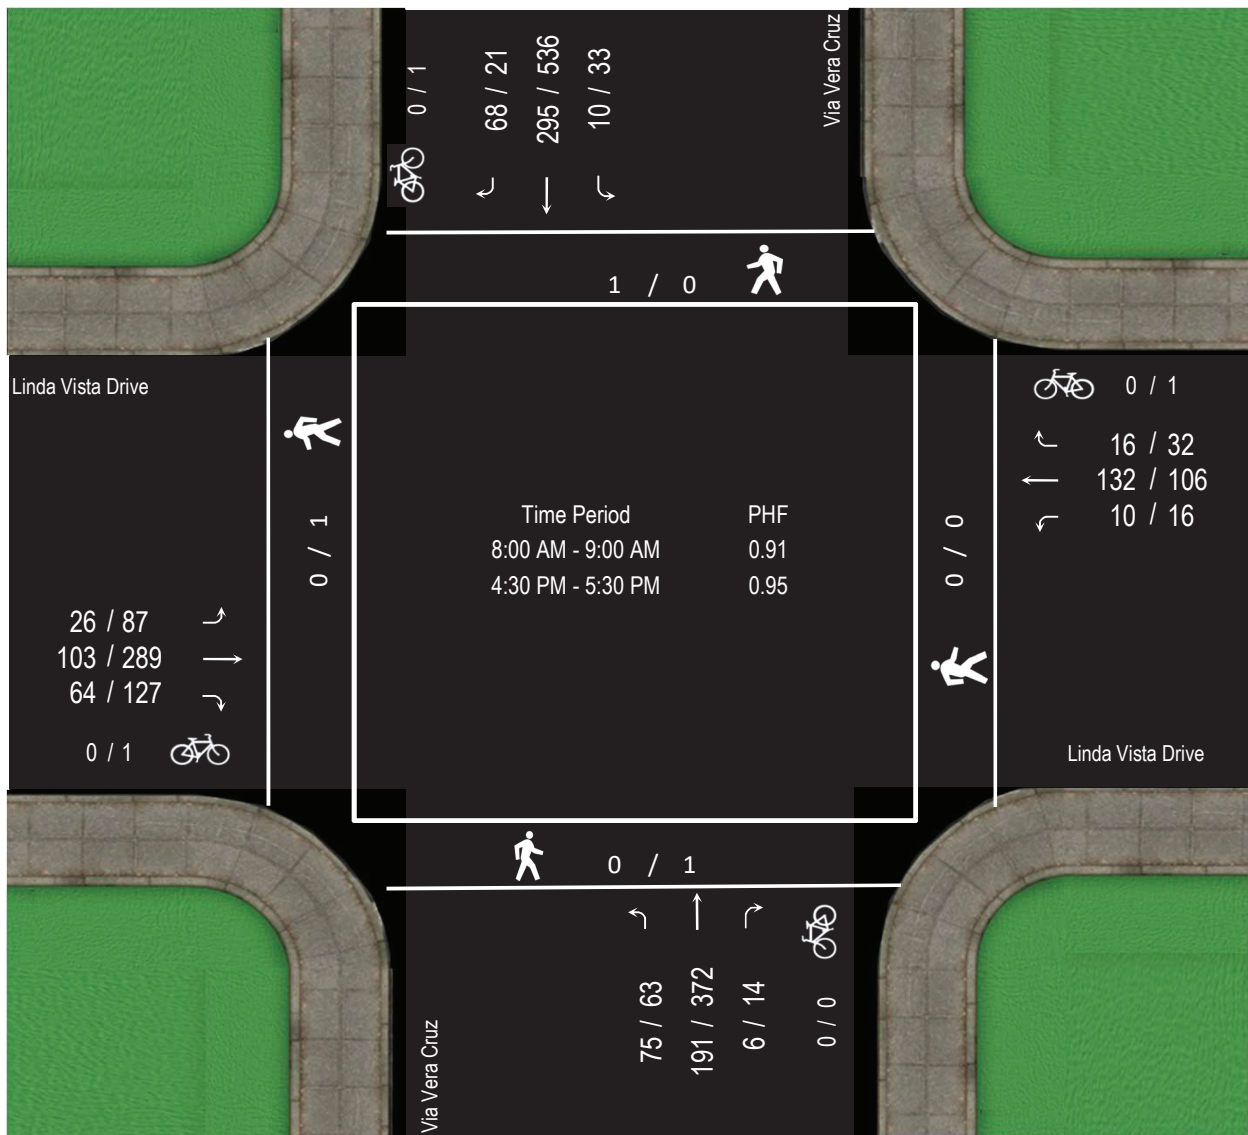 0 / 1
68 / 21
295 / 536
10 / 33
Via Vera Cruz
1 / 0
Linda Vista Drive
0 / 1
16 / 32
132 / 106
10 / 16
0 / 1
Time Period PHF
8:00 AM - 9:00 AM 0.91
4:30 PM - 5:30 PM 0.95
0 / 0
26 / 87
103 / 289
64 / 127
0 / 1
Linda Vista Drive
0 / 1
75 / 63
191 / 372
6 / 14
0 / 0
Via Vera Cruz